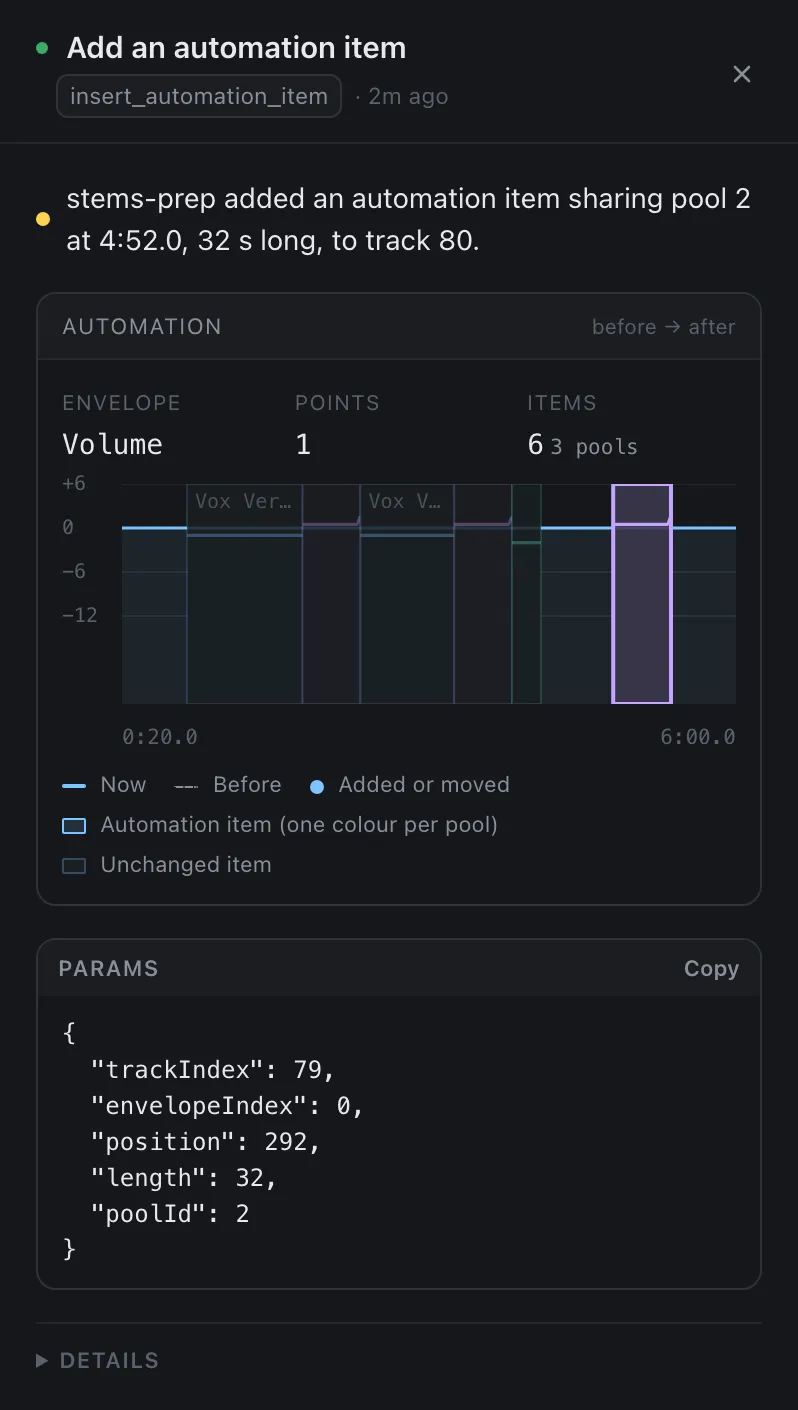 Add an automation item
insert_automation_item · 2m ago
stems-prep added an automation item sharing pool 2
at 4:52.0, 32 s long, to track 80.
AUTOMATION before → after
ENVELOPE POINTS ITEMS
Volume 1 6 3 pools
+6
Vox Ver… Vox V…
0
−6
−12
0:20.0 6:00.0
Now Before Added or moved
Automation item (one colour per pool)
Unchanged item
PARAMS Copy
{
"trackIndex": 79,
"envelopeIndex": 0,
"position": 292,
"length": 32,
"poolId": 2
}
DETAILS